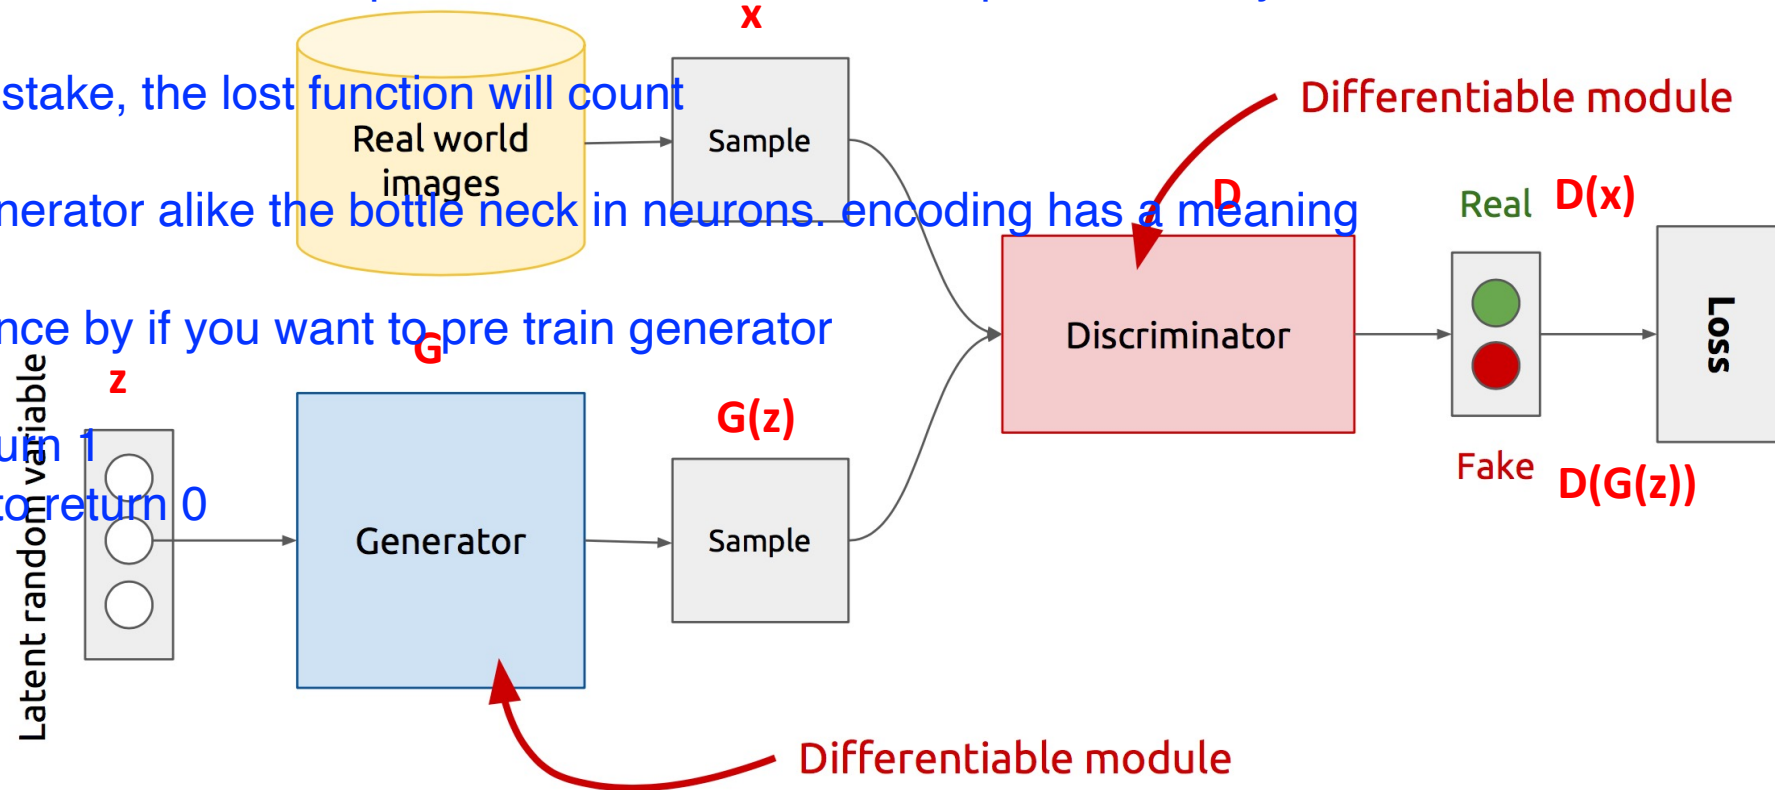 x
stake, the lost function will count
Differentiable module
Real world
images
Sample
nerator alike the bottle neck in neurons. encoding has a meaning
D
Real
D(x)
nce by if you want to pre train generator
G
Discriminator
Loss
z
Latent random variable
G(z)
urn 1
to return 0
Fake
D(G(z))
Generator
Sample
Differentiable module